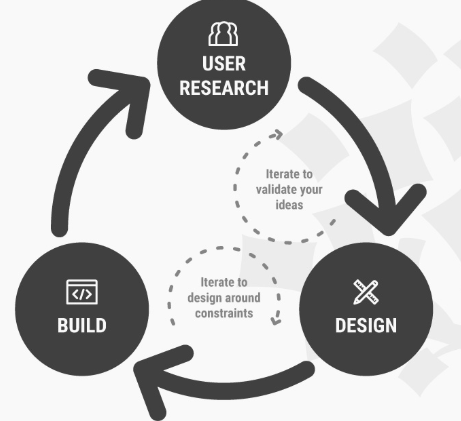 USER
RESEARCH
Iterate to
validate your
ideas
Iterate to
design around
constraints
</>
BUILD
DESIGN